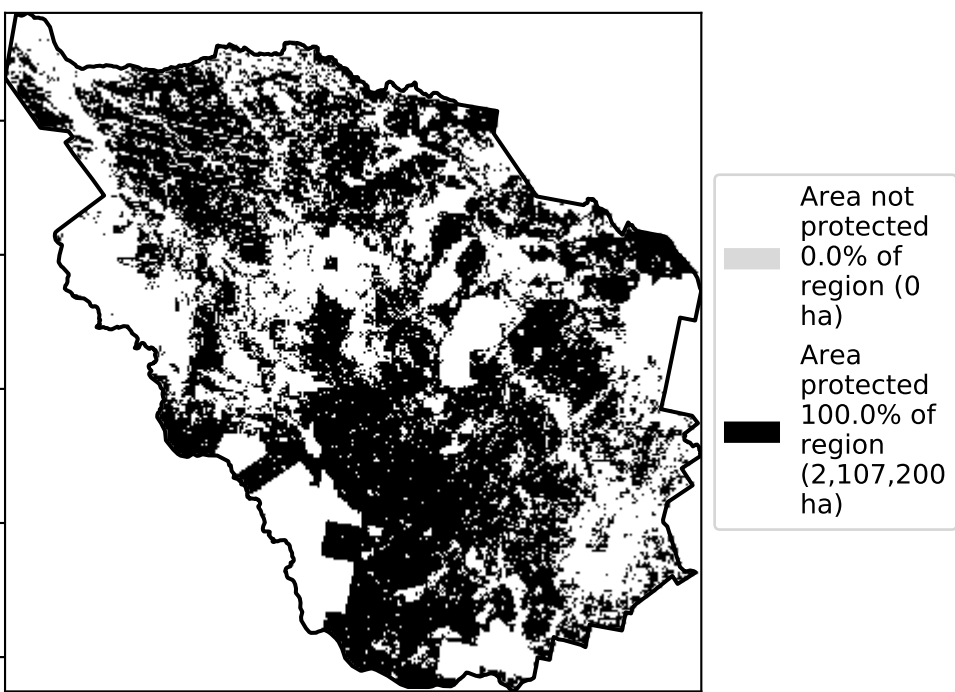 Area not
protected
0.0% of
region (0
ha)
Area
protected
100.0% of
region
(2,107,200
ha)